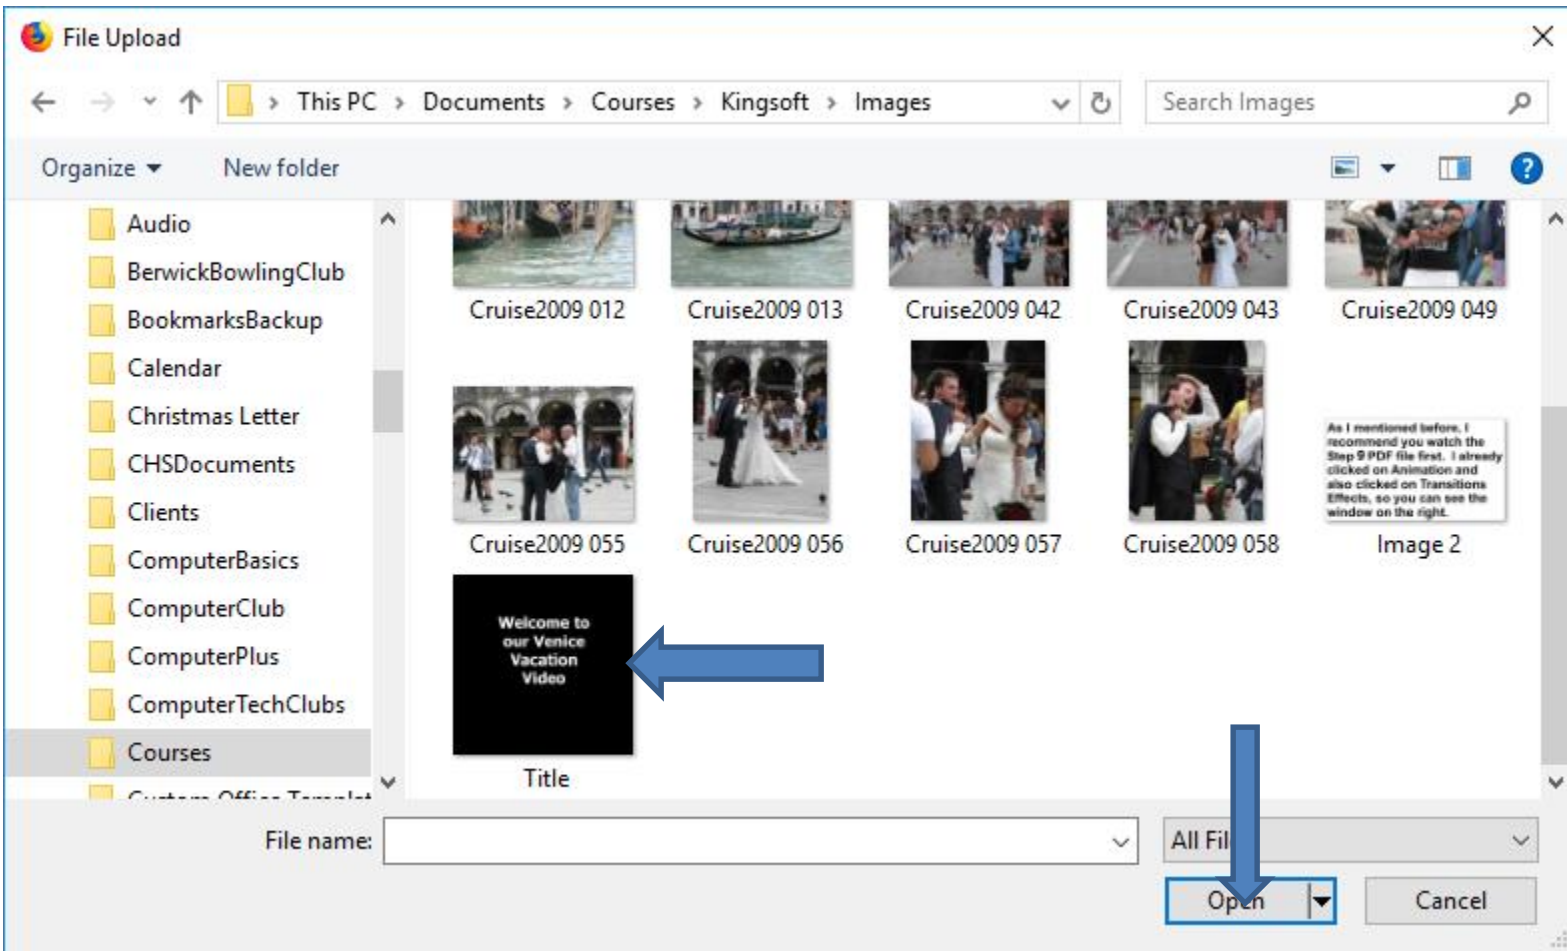 File Upload
This PC > Documents > Courses > Kingsoft > Images
Search Images
Organize
New folder
Audio
BerwickBowlingClub
BookmarksBackup
Calendar
Christmas Letter
CHSDocuments
Clients
ComputerBasics
ComputerClub
ComputerPlus
ComputerTechClubs
Courses
Cruise2009 012
Cruise2009 013
Cruise2009 042
Cruise2009 043
Cruise2009 049
Cruise2009 055
Cruise2009 056
Cruise2009 057
Cruise2009 058
As I mentioned before, I
recommend you watch the
Step 9 PDF file first. I already
clicked on Animation and
also clicked on Transitions
Effects, so you can see the
window on the right.
Image 2
Welcome to
our Venice
Vacation
Video
Title
File name:
All Fil
Open
Cancel